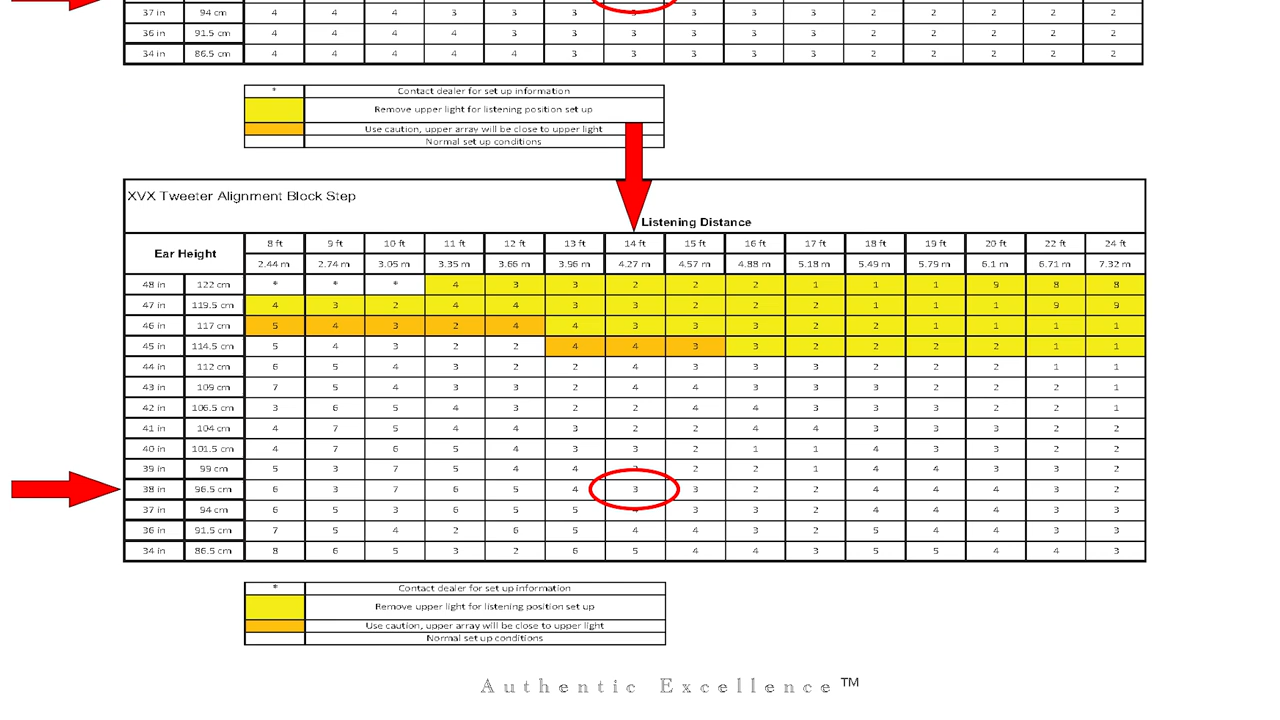 37 in 94 cm 4 4 4 3 3 3 3 3 3 3 2 2 2 2 2
36 in 91.5 cm 4 4 4 4 3 3 3 3 3 3 2 2 2 2 2
34 in 86.5 cm 4 4 4 4 4 3 3 3 3 3 2 2 2 2 2
* Contact dealer for set up information
Remove upper light for listening position set up
Use caution, upper array will be close to upper light
Normal set up conditions
XVX Tweeter Alignment Block Step
Listening Distance
Ear Height
8 ft 9 ft 10 ft 11 ft 12 ft 13 ft 14 ft 15 ft 16 ft 17 ft 18 ft 19 ft 20 ft 22 ft 24 ft
2.44 m 2.74 m 3.05 m 3.35 m 3.66 m 3.96 m 4.27 m 4.57 m 4.88 m 5.18 m 5.49 m 5.79 m 6.1 m 6.71 m 7.32 m
48 in 122 cm * * * 4 3 3 2 2 2 1 1 1 9 8 8
47 in 119.5 cm 4 3 2 4 4 3 3 2 2 2 1 1 1 9 9
46 in 117 cm 5 4 3 2 4 4 3 3 3 2 2 1 1 1 1
45 in 114.5 cm 5 4 3 2 2 4 4 3 3 2 2 2 2 1 1
44 in 112 cm 6 5 4 3 2 2 4 3 3 3 2 2 2 1 1
43 in 109 cm 7 5 4 3 3 2 4 4 3 3 3 2 2 2 1
42 in 106.5 cm 3 6 5 4 3 2 2 4 4 3 3 3 2 2 1
41 in 104 cm 4 7 5 4 4 3 2 2 4 4 3 3 3 2 2
40 in 101.5 cm 4 7 6 5 4 3 3 2 1 1 4 3 3 2 2
39 in 99 cm 5 3 7 5 4 4 3 2 2 1 4 4 3 3 2
38 in 96.5 cm 6 3 7 6 5 4 3 3 2 2 4 4 4 3 2
37 in 94 cm 6 5 3 6 5 5 4 3 3 2 4 4 4 3 3
36 in 91.5 cm 7 5 4 2 6 5 4 4 3 2 5 4 4 3 3
34 in 86.5 cm 8 6 5 3 2 6 5 4 4 3 5 5 4 4 3
* Contact dealer for set up information
Remove upper light for listening position set up
Use caution, upper array will be close to upper light
Normal set up conditions
Authentic Excellence™